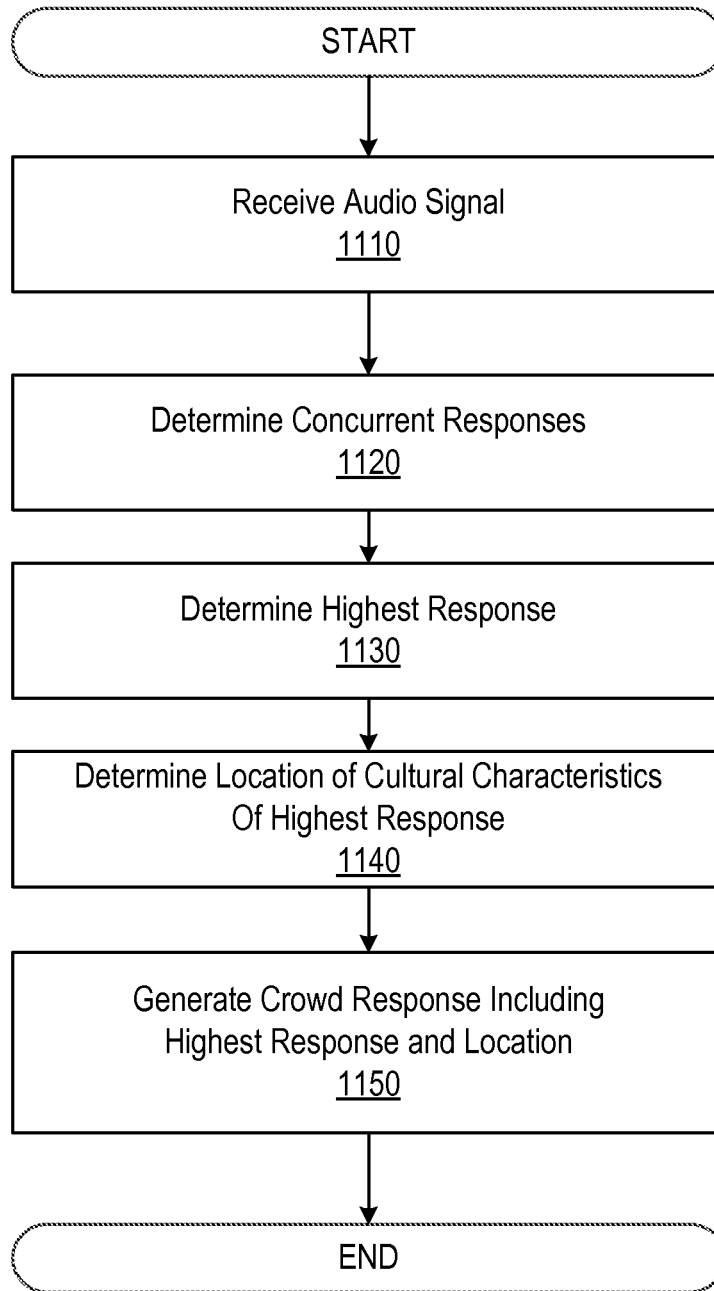 START
Receive Audio Signal
1110
Determine Concurrent Responses
1120
Determine Highest Response
1130
Determine Location of Cultural Characteristics
Of Highest Response
1140
Generate Crowd Response Including
Highest Response and Location
1150
END